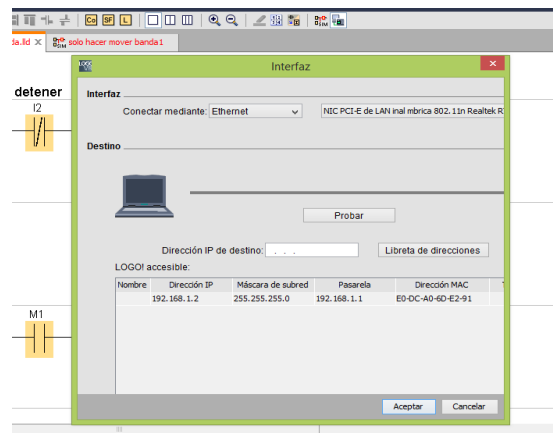 Co SF L
SIM
da.lld X solo hacer mover banda1
SIM
Interfaz
detener
I2
Interfaz
Conectar mediante: Ethernet
NIC PCI-E de LAN inal mbrica 802.11n Realtek R
Destino
Probar
Dirección IP de destino: . . .
Libreta de direcciones
LOGO! accesible:
Nombre Dirección IP Máscara de subred Pasarela Dirección MAC
192.168.1.2 255.255.255.0 192.168.1.1 E0-DC-A0-6D-E2-91
M1
Aceptar Cancelar